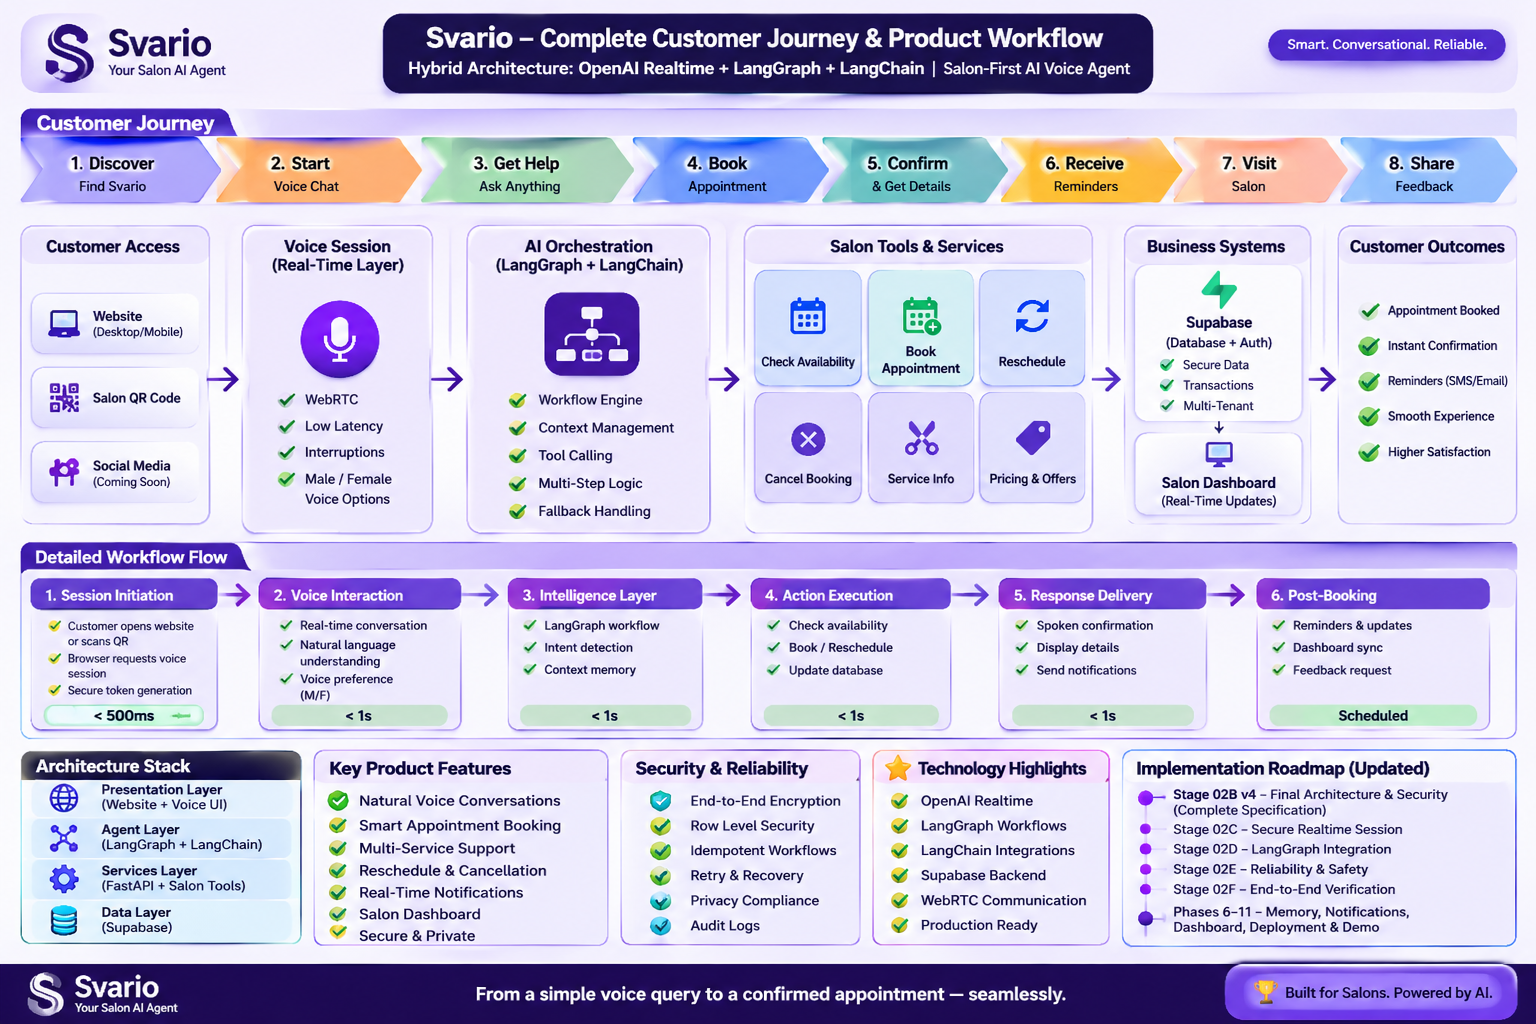 Svario
Your Salon AI Agent
Svario – Complete Customer Journey & Product Workflow
Hybrid Architecture: OpenAI Realtime + LangGraph + LangChain | Salon-First AI Voice Agent
Smart. Conversational. Reliable.
Customer Journey
1. Discover
Find Svario
2. Start
Voice Chat
3. Get Help
Ask Anything
4. Book
Appointment
5. Confirm
& Get Details
6. Receive
Reminders
7. Visit
Salon
8. Share
Feedback
Customer Access
Website
(Desktop/Mobile)
Salon QR Code
Social Media
(Coming Soon)
Voice Session
(Real-Time Layer)
WebRTC
Low Latency
Interruptions
Male / Female
Voice Options
AI Orchestration
(LangGraph + LangChain)
Workflow Engine
Context Management
Tool Calling
Multi-Step Logic
Fallback Handling
Salon Tools & Services
Check Availability
Book
Appointment
Reschedule
Cancel Booking
Service Info
Pricing & Offers
Business Systems
Supabase
(Database + Auth)
Secure Data
Transactions
Multi-Tenant
Salon Dashboard
(Real-Time Updates)
Customer Outcomes
Appointment Booked
Instant Confirmation
Reminders (SMS/Email)
Smooth Experience
Higher Satisfaction
Detailed Workflow Flow
1. Session Initiation
Customer opens website
or scans QR
Browser requests voice
session
Secure token generation
< 500ms
2. Voice Interaction
Real-time conversation
Natural language
understanding
Voice preference
(M/F)
< 1s
3. Intelligence Layer
LangGraph workflow
Intent detection
Context memory
< 1s
4. Action Execution
Check availability
Book / Reschedule
Update database
< 1s
5. Response Delivery
Spoken confirmation
Display details
Send notifications
< 1s
6. Post-Booking
Reminders & updates
Dashboard sync
Feedback request
Scheduled
Architecture Stack
Presentation Layer
(Website + Voice UI)
Agent Layer
(LangGraph + LangChain)
Services Layer
(FastAPI + Salon Tools)
Data Layer
(Supabase)
Key Product Features
Natural Voice Conversations
Smart Appointment Booking
Multi-Service Support
Reschedule & Cancellation
Real-Time Notifications
Salon Dashboard
Secure & Private
Security & Reliability
End-to-End Encryption
Row Level Security
Idempotent Workflows
Retry & Recovery
Privacy Compliance
Audit Logs
Technology Highlights
OpenAI Realtime
LangGraph Workflows
LangChain Integrations
Supabase Backend
WebRTC Communication
Production Ready
Implementation Roadmap (Updated)
Stage 02B v4 – Final Architecture & Security
(Complete Specification)
Stage 02C – Secure Realtime Session
Stage 02D – LangGraph Integration
Stage 02E – Reliability & Safety
Stage 02F – End-to-End Verification
Phases 6–11 – Memory, Notifications,
Dashboard, Deployment & Demo
Svario
Your Salon AI Agent
From a simple voice query to a confirmed appointment — seamlessly.
Built for Salons. Powered by AI.